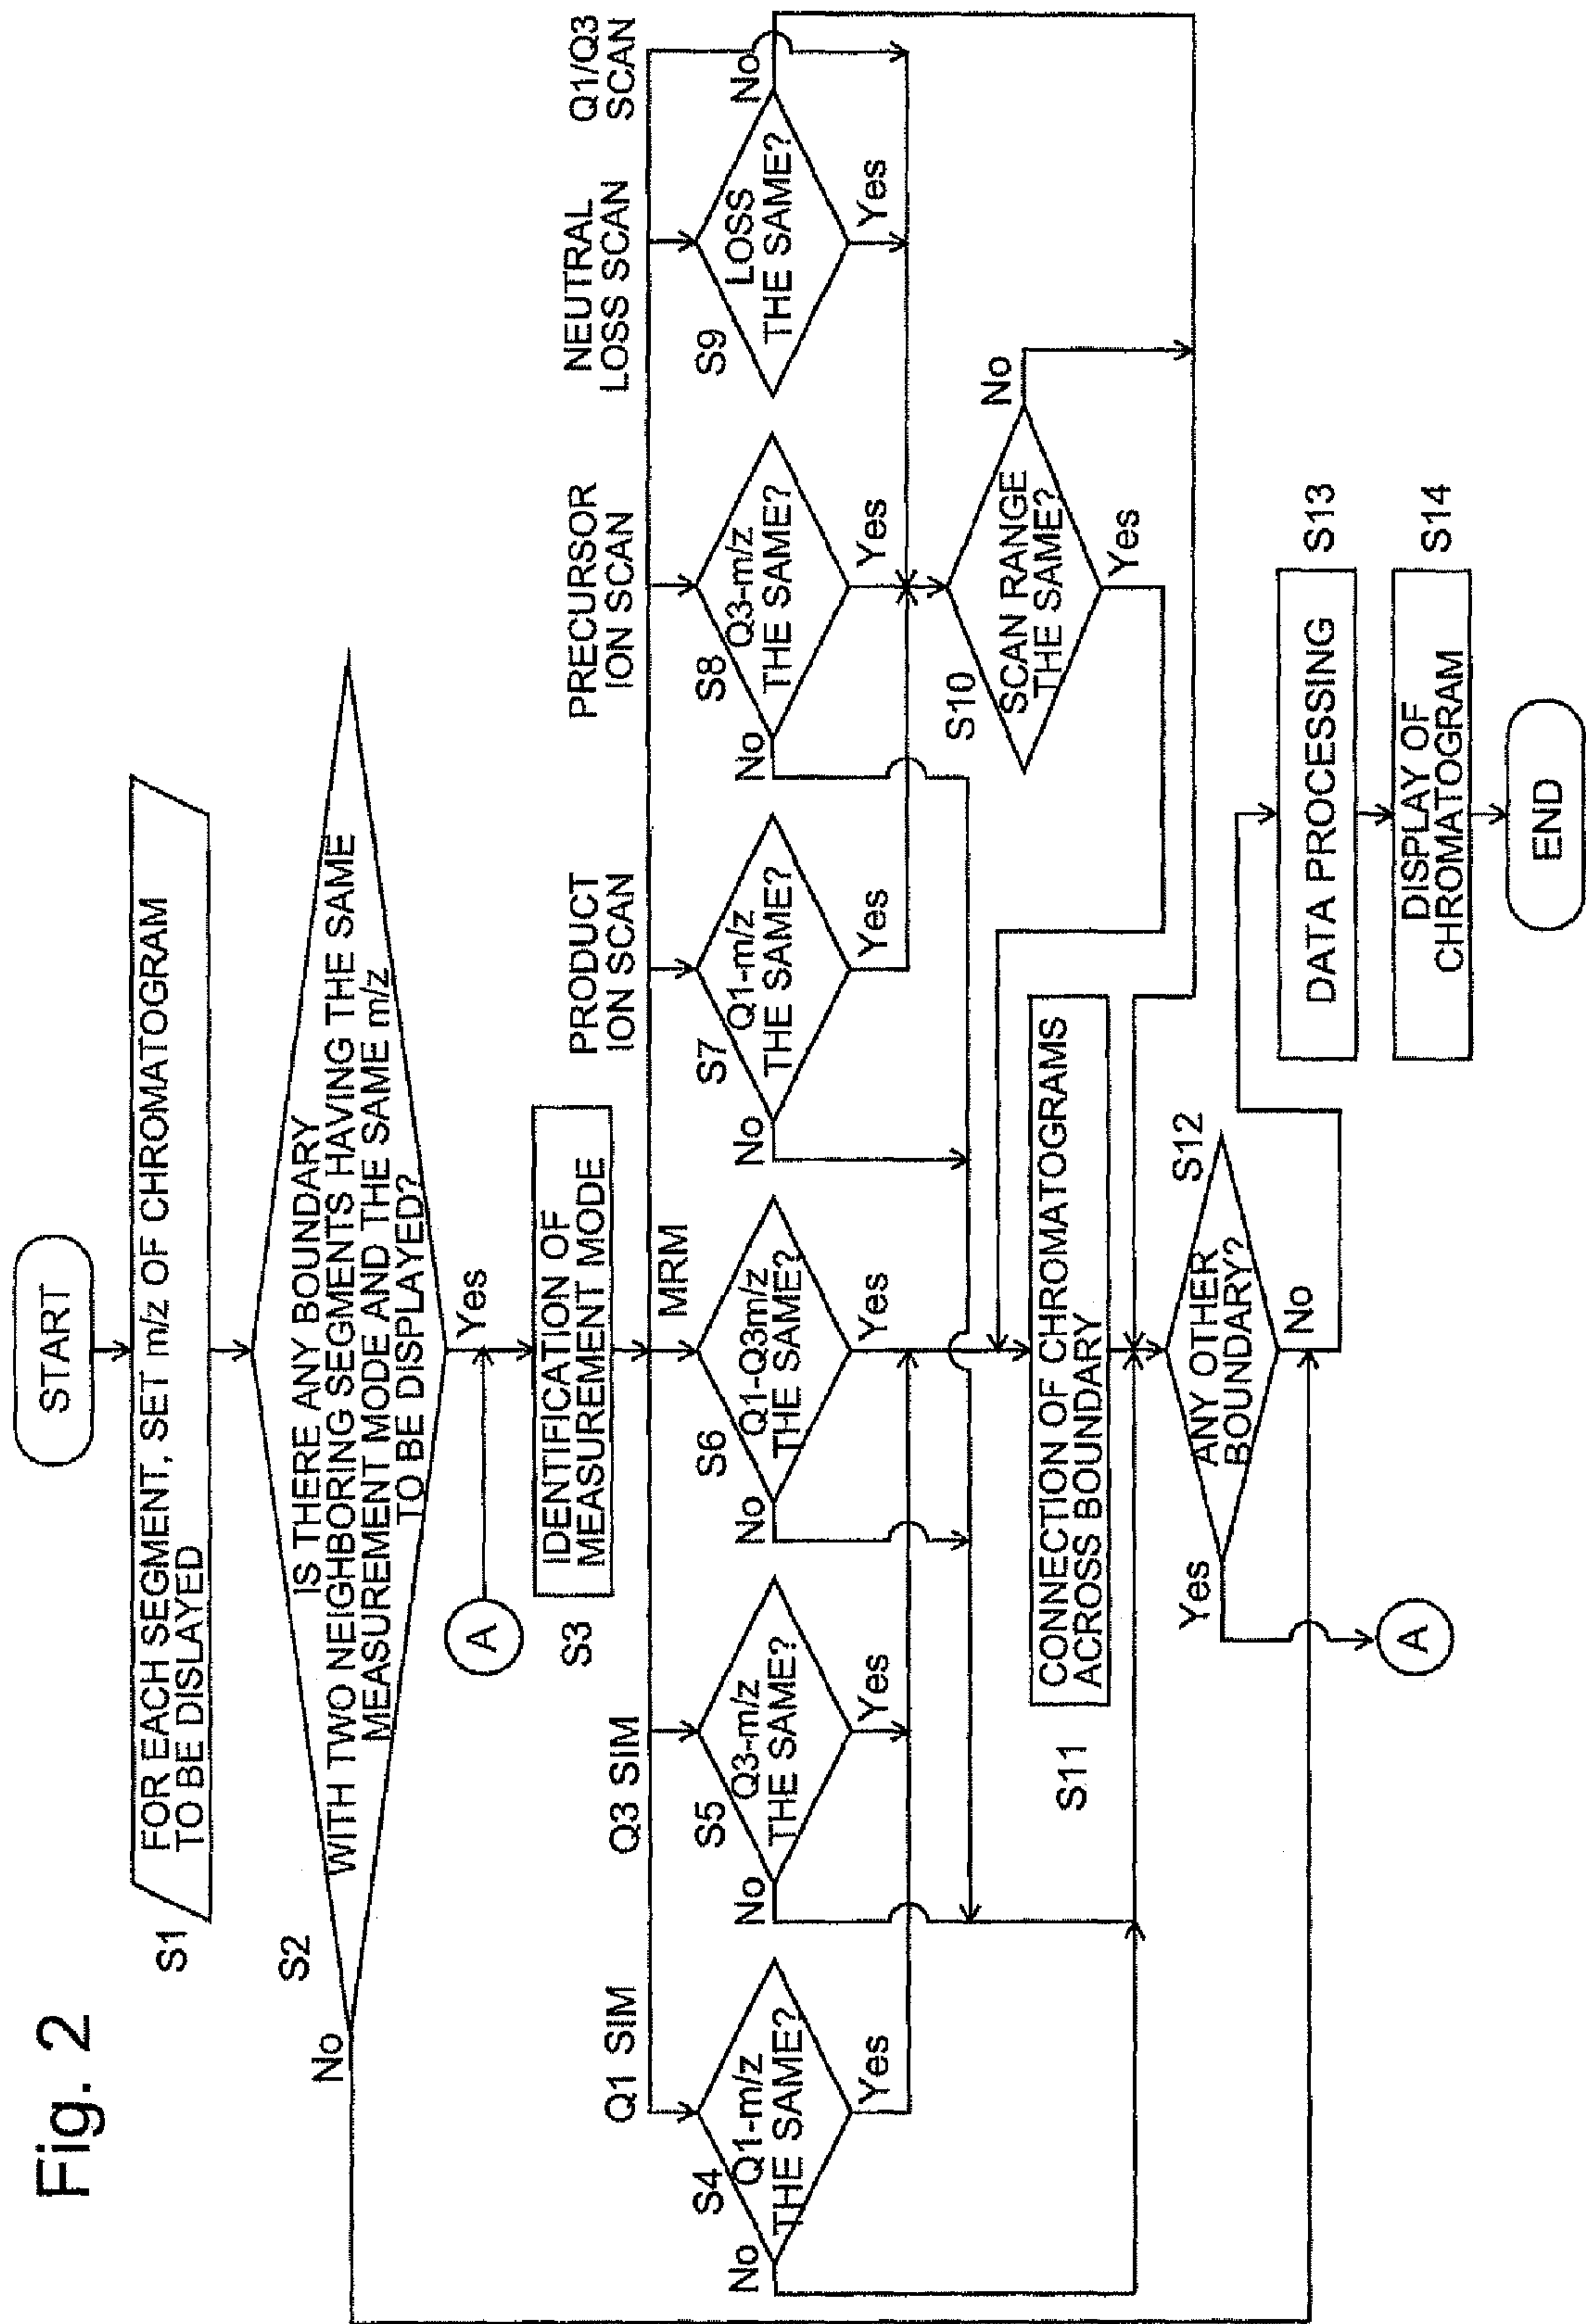 Fig. 2
START
S1
FOR EACH SEGMENT, SET m/z OF CHROMATOGRAM
TO BE DISPLAYED
S2
IS THERE ANY BOUNDARY
WITH TWO NEIGHBORING SEGMENTS HAVING THE SAME
MEASUREMENT MODE AND THE SAME m/z
TO BE DISPLAYED?
No
Yes
A
S3
IDENTIFICATION OF
MEASUREMENT MODE
Q1 SIM
Q3 SIM
MRM
PRODUCT
ION SCAN
PRECURSOR
ION SCAN
NEUTRAL
LOSS SCAN
Q1/Q3
SCAN
S4
Q1-m/z
THE SAME?
No
Yes
S5
Q3-m/z
THE SAME?
No
Yes
S6
Q1-Q3m/z
THE SAME?
No
Yes
S7
Q1-m/z
THE SAME?
No
Yes
S8
Q3-m/z
THE SAME?
No
Yes
S9
LOSS
THE SAME?
No
Yes
S10
SCAN RANGE
THE SAME?
No
Yes
S11
CONNECTION OF CHROMATOGRAMS
ACROSS BOUNDARY
S12
ANY OTHER
BOUNDARY?
Yes
No
A
DATA PROCESSING
S13
DISPLAY OF
CHROMATOGRAM
S14
END